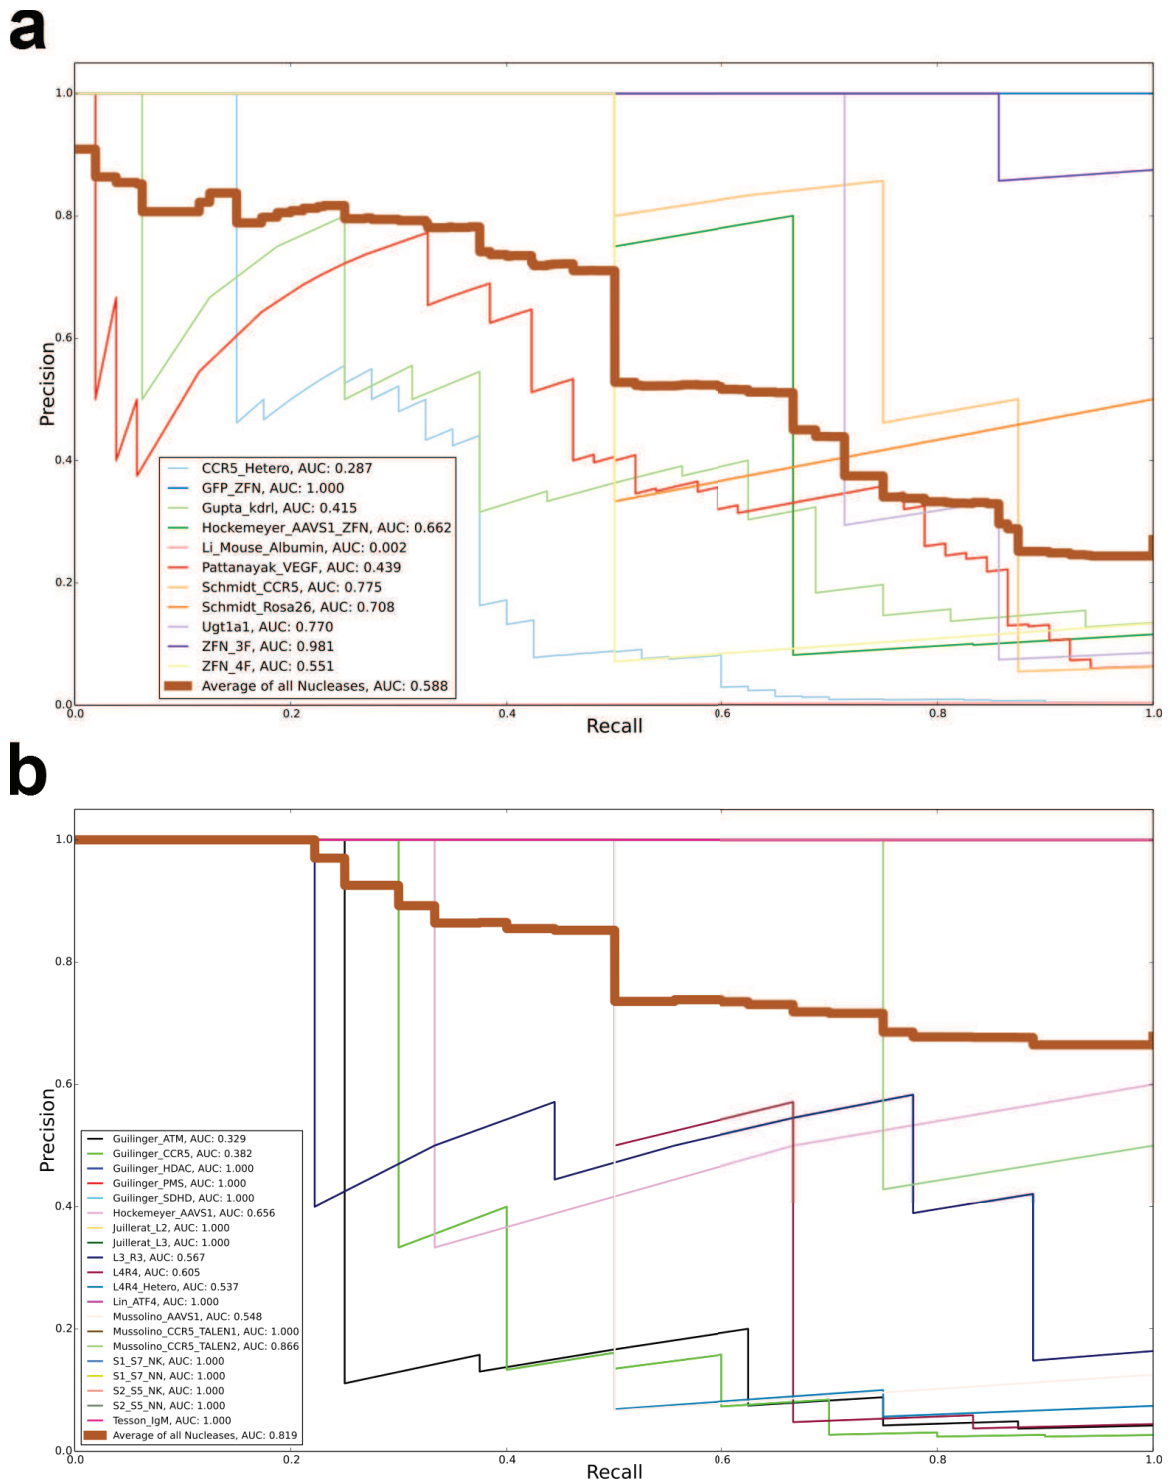 a
1.0
0.8
0.6
0.4
0.2
0.0
Precision
CCR5_Hetero, AUC: 0.287
GFP_ZFN, AUC: 1.000
Gupta_kdrl, AUC: 0.415
Hockemeyer_AAVS1_ZFN, AUC: 0.662
Li_Mouse_Albumin, AUC: 0.002
Pattanayak_VEGF, AUC: 0.439
Schmidt_CCR5, AUC: 0.775
Schmidt_Rosa26, AUC: 0.708
Ugt1a1, AUC: 0.770
ZFN_3F, AUC: 0.981
ZFN_4F, AUC: 0.551
Average of all Nucleases, AUC: 0.588
0.0 0.2 0.4 0.6 0.8 1.0
Recall
b
1.0
0.8
0.6
0.4
0.2
0.0
Precision
Guilinger_ATM, AUC: 0.329
Guilinger_CCR5, AUC: 0.382
Guilinger_HDAC, AUC: 1.000
Guilinger_PMS, AUC: 1.000
Guilinger_SDHD, AUC: 1.000
Hockemeyer_AAVS1, AUC: 0.656
Juillerat_L2, AUC: 1.000
Juillerat_L3, AUC: 1.000
L3_R3, AUC: 0.567
L4R4, AUC: 0.605
L4R4_Hetero, AUC: 0.537
Lin_ATF4, AUC: 1.000
Mussolino_AAVS1, AUC: 0.548
Mussolino_CCR5_TALEN1, AUC: 1.000
Mussolino_CCR5_TALEN2, AUC: 0.866
S1_S7_NK, AUC: 1.000
S1_S7_NN, AUC: 1.000
S2_S5_NK, AUC: 1.000
S2_S5_NN, AUC: 1.000
Tesson_IgM, AUC: 1.000
Average of all Nucleases, AUC: 0.819
0.0 0.2 0.4 0.6 0.8 1.0
Recall